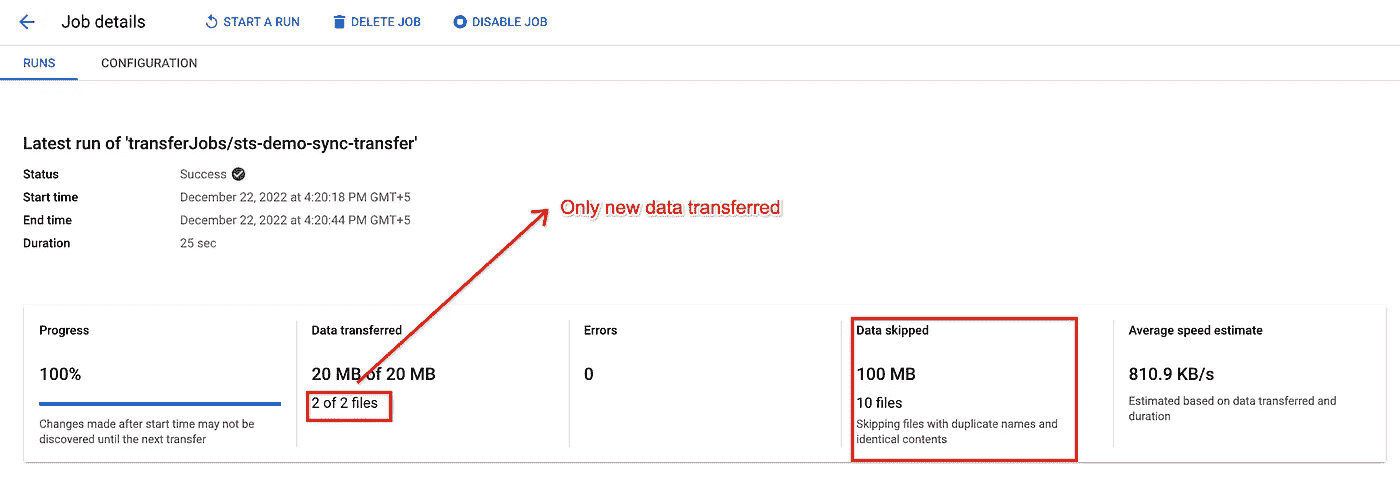 Job details
START A RUN
DELETE JOB
DISABLE JOB
RUNS
CONFIGURATION
Latest run of 'transferJobs/sts-demo-sync-transfer'
Status Success
Start time December 22, 2022 at 4:20:18 PM GMT+5
End time December 22, 2022 at 4:20:44 PM GMT+5
Duration 25 sec
Only new data transferred
Progress
100%
Changes made after start time may not be
discovered until the next transfer
Data transferred
20 MB of 20 MB
2 of 2 files
Errors
0
Data skipped
100 MB
10 files
Skipping files with duplicate names and
identical contents
Average speed estimate
810.9 KB/s
Estimated based on data transferred and
duration